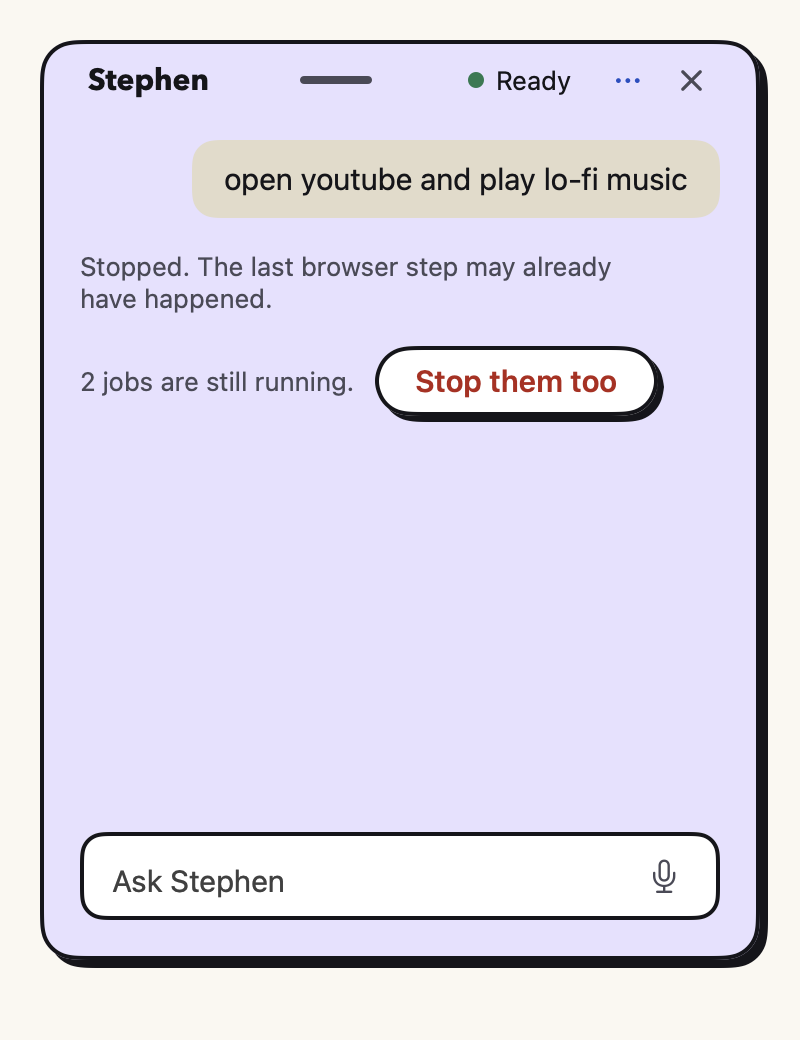 Stephen
Ready
open youtube and play lo-fi music
Stopped. The last browser step may already
have happened.
2 jobs are still running.
Stop them too
Ask Stephen